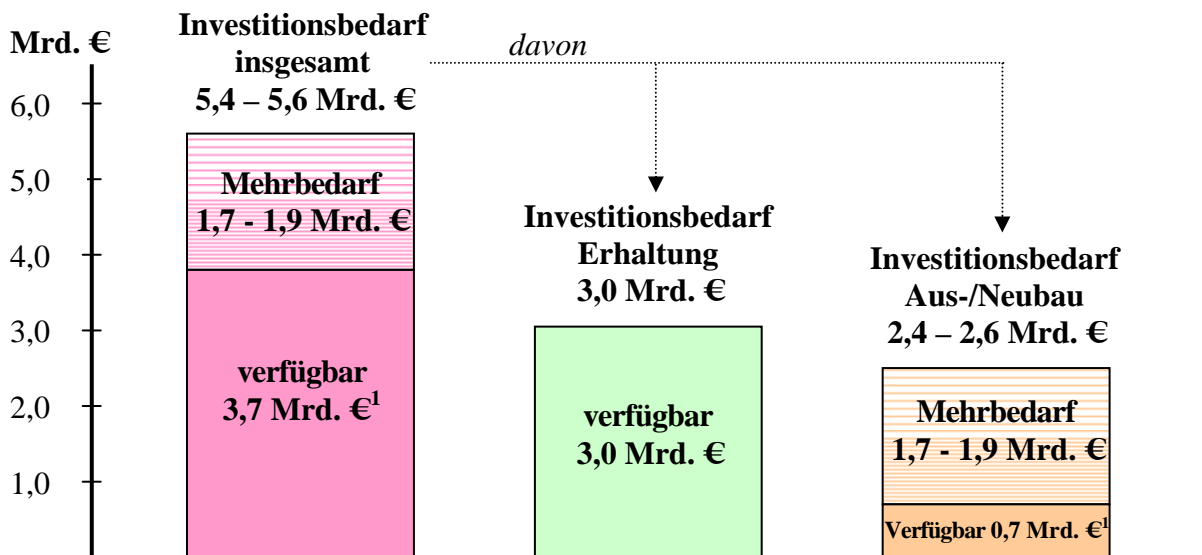 Mrd. €
6,0
5,0
4,0
3,0
2,0
1,0
Investitionsbedarf
insgesamt
5,4 – 5,6 Mrd. €
davon
Mehrbedarf
1,7 - 1,9 Mrd. €
verfügbar
3,7 Mrd. €¹
Investitionsbedarf
Erhaltung
3,0 Mrd. €
verfügbar
3,0 Mrd. €
Investitionsbedarf
Aus-/Neubau
2,4 – 2,6 Mrd. €
Mehrbedarf
1,7 - 1,9 Mrd. €
Verfügbar 0,7 Mrd. €¹